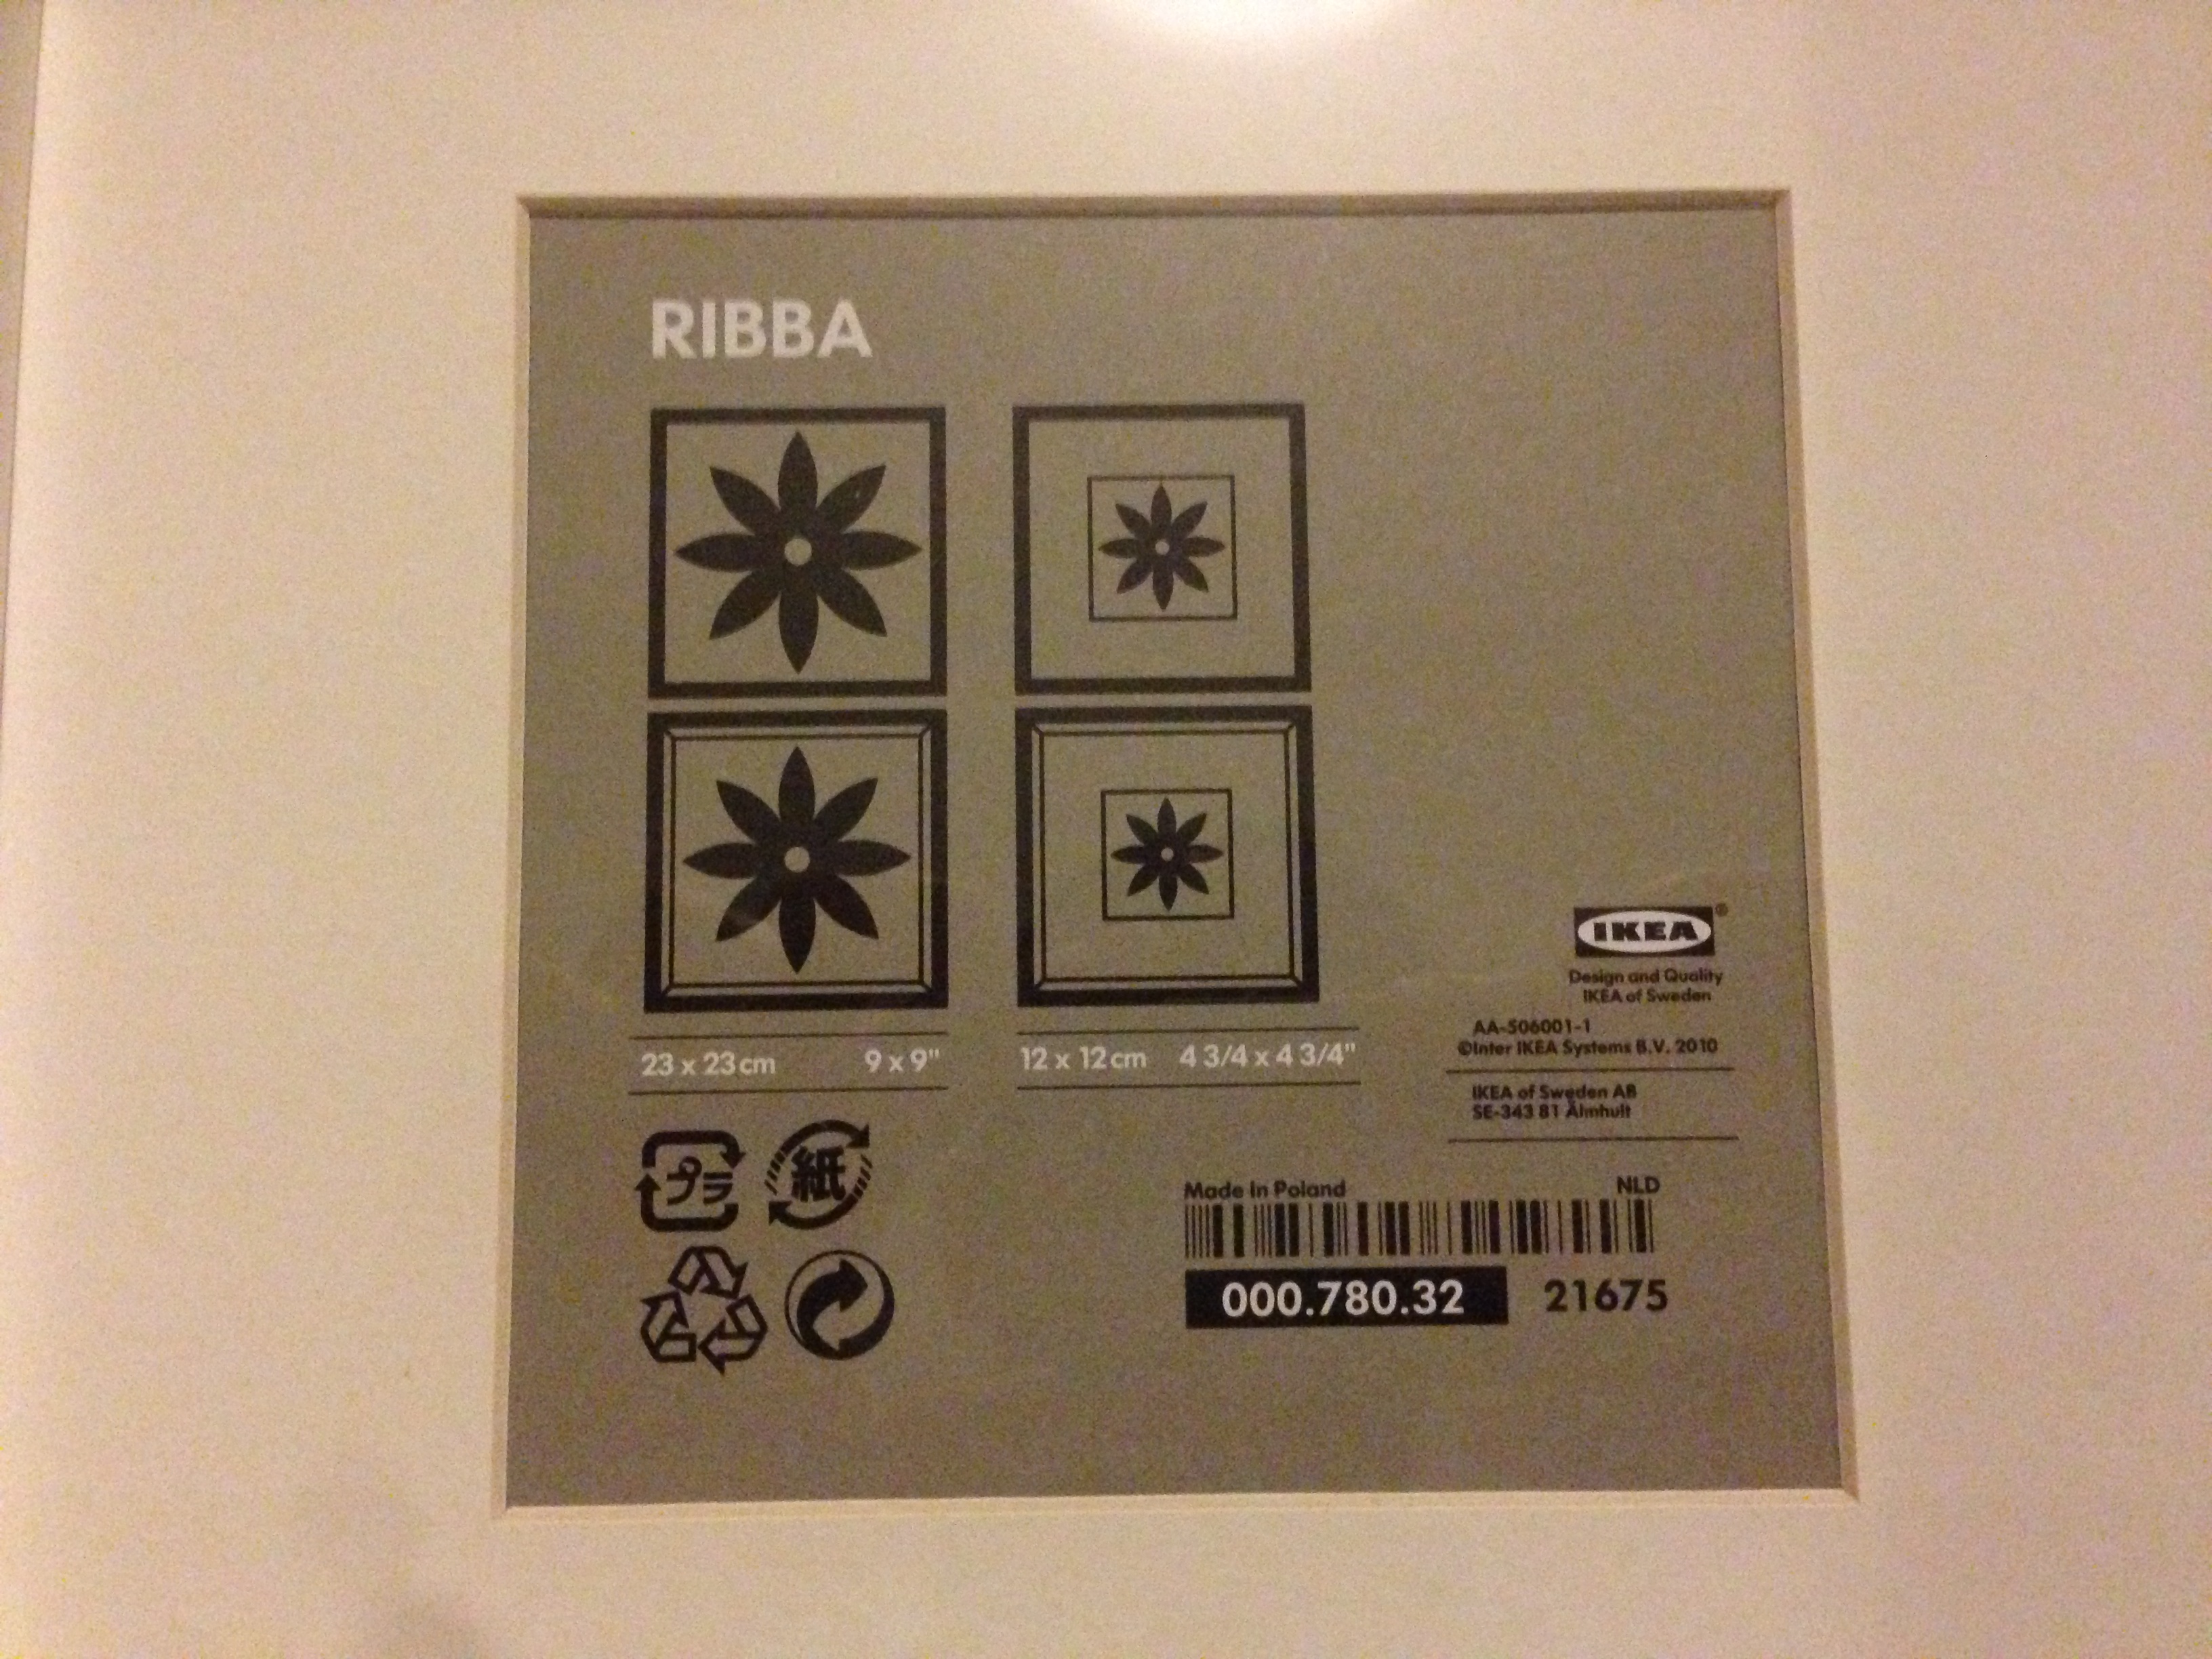 RIBBA
23 x 23 cm 9 x 9"
12 x 12 cm 4 3/4 x 4 3/4"
IKEA®
Design and Quality
IKEA of Sweden
AA-506001-1
©Inter IKEA Systems B.V. 2010
IKEA of Sweden AB
SE-343 81 Älmhult
プラ
紙
Made in Poland NLD
000.780.32 21675